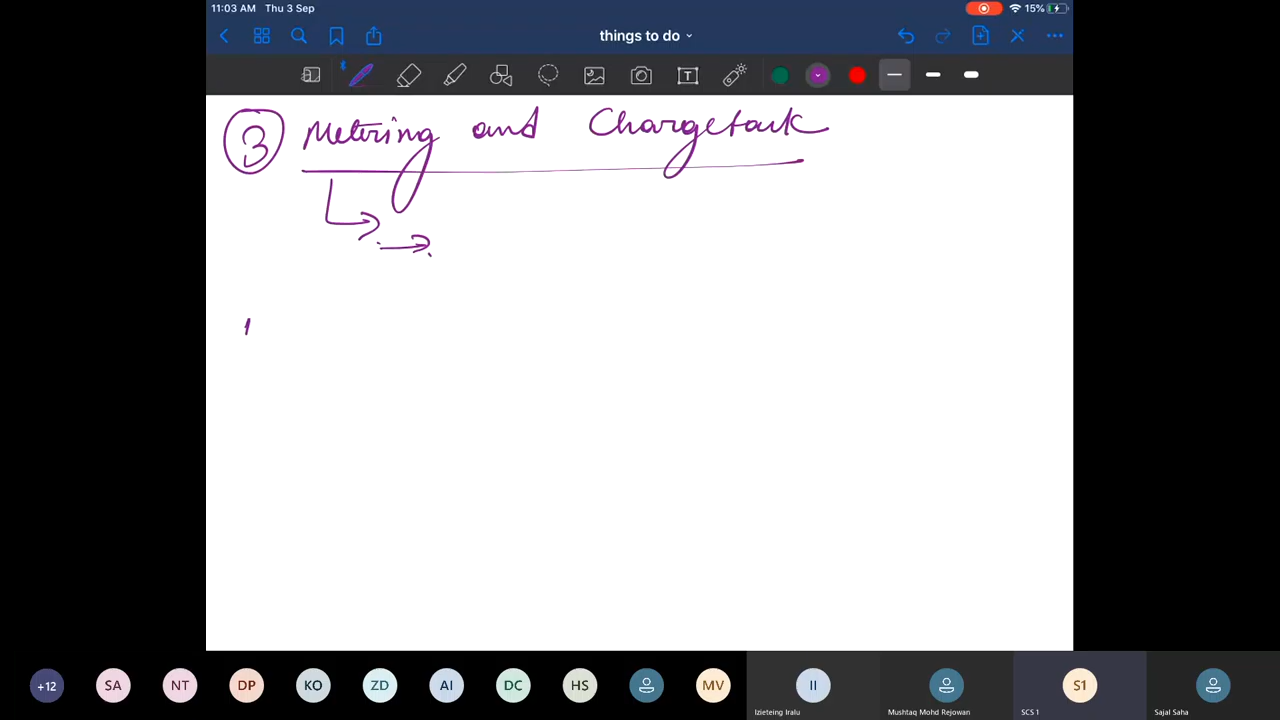 11:03 AM Thu 3 Sep 15%
things to do
T
3 Metering and Chargeback
+12 SA NT DP KO ZD AI DC HS MV II S1
Izieteing Iralu Mushtaq Mohd Rejowan SCS 1 Sajal Saha